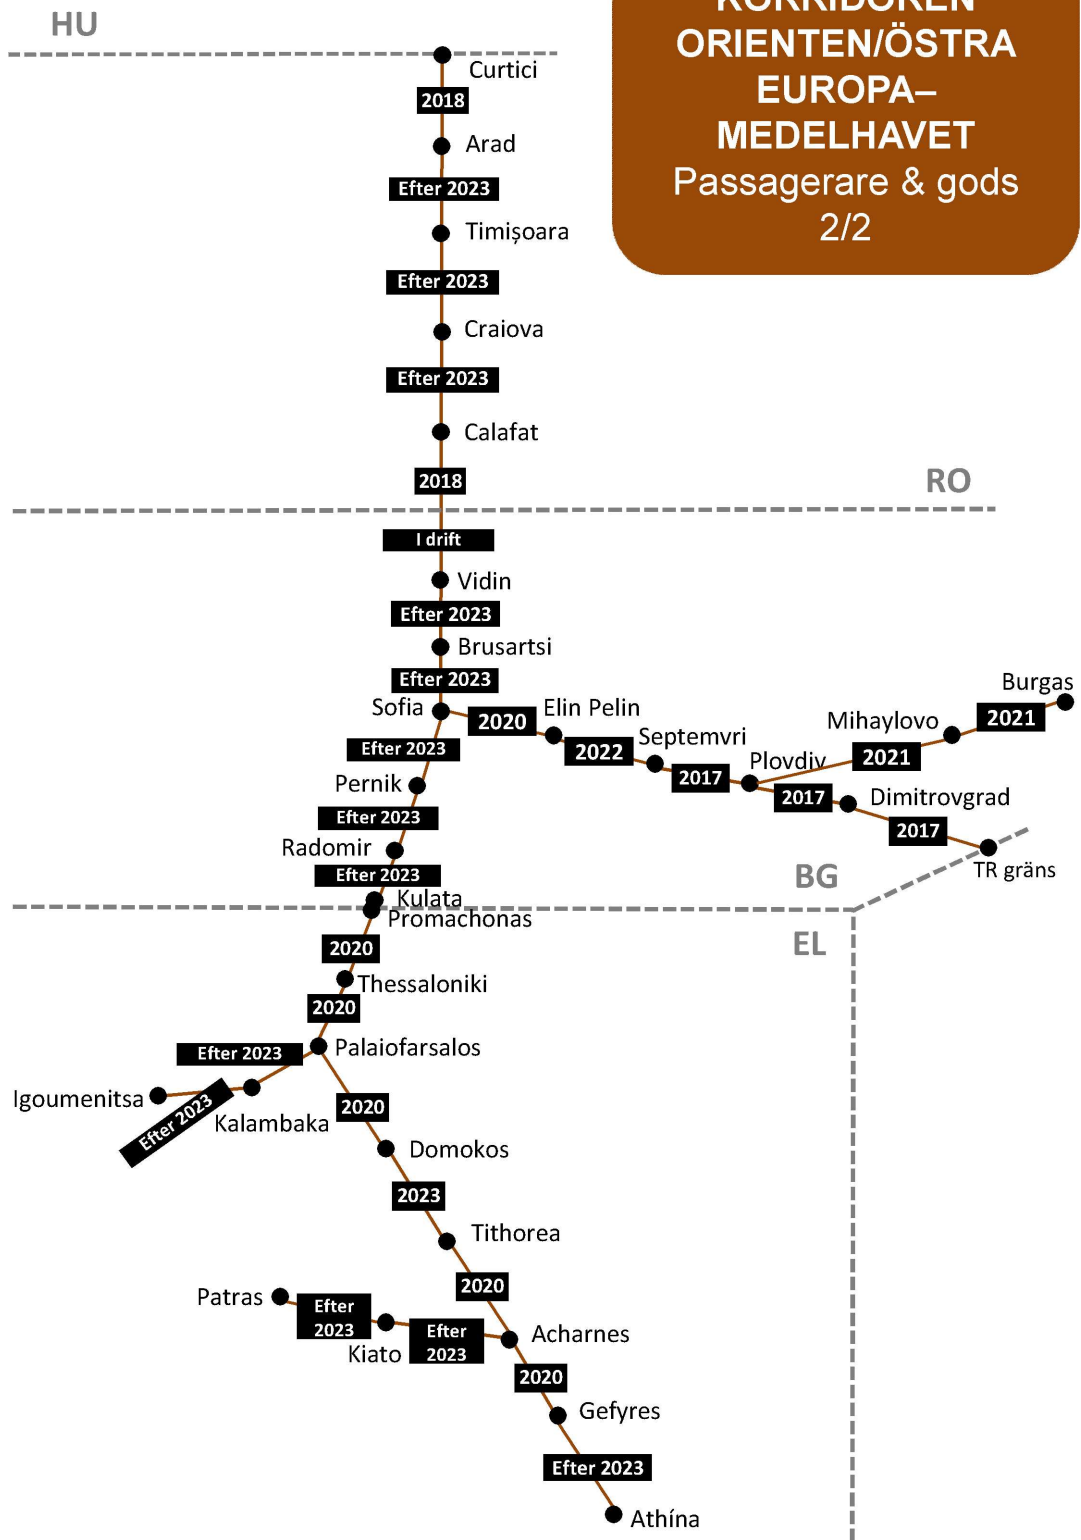 HU
KORRIDOREN
ORIENTEN/ÖSTRA
EUROPA–
MEDELHAVET
Passagerare & gods
2/2
Curtici
2018
Arad
Efter 2023
Timișoara
Efter 2023
Craiova
Efter 2023
Calafat
2018
RO
I drift
Vidin
Efter 2023
Brusartsi
Efter 2023
Sofia
2020
Elin Pelin
2022
Septemvri
2017
Plovdiv
2021
Mihaylovo
2021
Burgas
2017
Dimitrovgrad
2017
TR gräns
Efter 2023
Pernik
Efter 2023
Radomir
Efter 2023
BG
Kulata
Promachonas
EL
2020
Thessaloniki
2020
Palaiofarsalos
Efter 2023
Igoumenitsa
Efter 2023
Kalambaka
2020
Domokos
2023
Tithorea
2020
Patras
Efter
2023
Kiato
Efter
2023
Acharnes
2020
Gefyres
Efter 2023
Athína